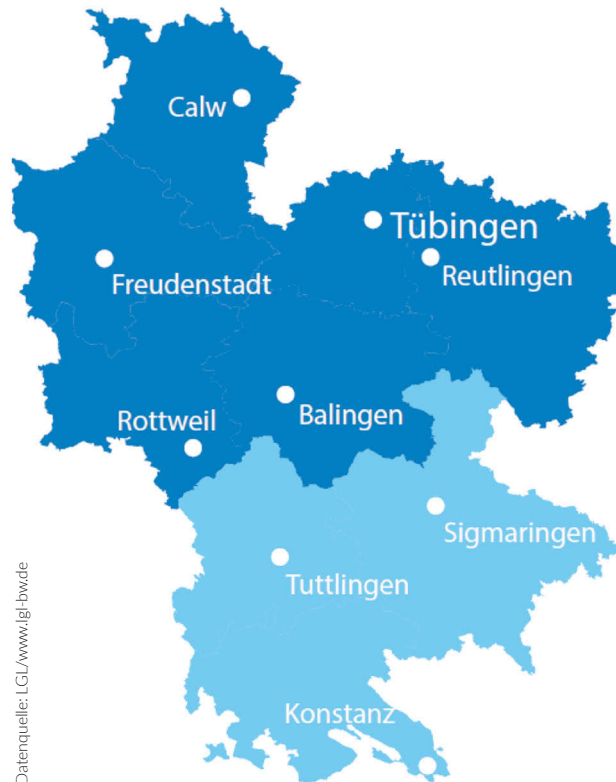 Calw
Tübingen
Freudenstadt
Reutlingen
Rottweil
Balingen
Sigmaringen
Tuttlingen
Konstanz
Datenquelle: LGL/www.lgl-bw.de